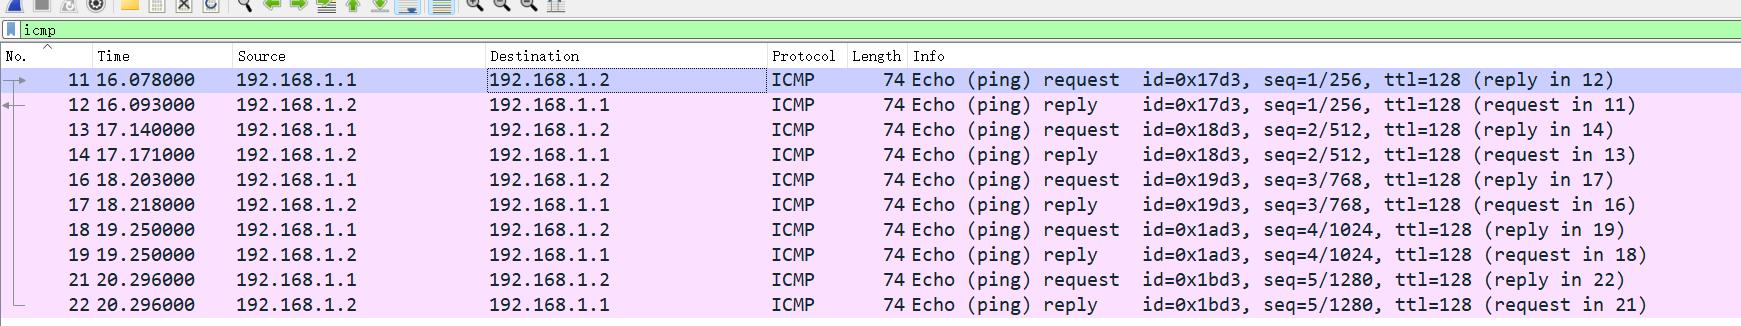 icmp
No. Time Source Destination Protocol Length Info
11 16.078000 192.168.1.1 192.168.1.2 ICMP 74 Echo (ping) request id=0x17d3, seq=1/256, ttl=128 (reply in 12)
12 16.093000 192.168.1.2 192.168.1.1 ICMP 74 Echo (ping) reply id=0x17d3, seq=1/256, ttl=128 (request in 11)
13 17.140000 192.168.1.1 192.168.1.2 ICMP 74 Echo (ping) request id=0x18d3, seq=2/512, ttl=128 (reply in 14)
14 17.171000 192.168.1.2 192.168.1.1 ICMP 74 Echo (ping) reply id=0x18d3, seq=2/512, ttl=128 (request in 13)
16 18.203000 192.168.1.1 192.168.1.2 ICMP 74 Echo (ping) request id=0x19d3, seq=3/768, ttl=128 (reply in 17)
17 18.218000 192.168.1.2 192.168.1.1 ICMP 74 Echo (ping) reply id=0x19d3, seq=3/768, ttl=128 (request in 16)
18 19.250000 192.168.1.1 192.168.1.2 ICMP 74 Echo (ping) request id=0x1ad3, seq=4/1024, ttl=128 (reply in 19)
19 19.250000 192.168.1.2 192.168.1.1 ICMP 74 Echo (ping) reply id=0x1ad3, seq=4/1024, ttl=128 (request in 18)
21 20.296000 192.168.1.1 192.168.1.2 ICMP 74 Echo (ping) request id=0x1bd3, seq=5/1280, ttl=128 (reply in 22)
22 20.296000 192.168.1.2 192.168.1.1 ICMP 74 Echo (ping) reply id=0x1bd3, seq=5/1280, ttl=128 (request in 21)